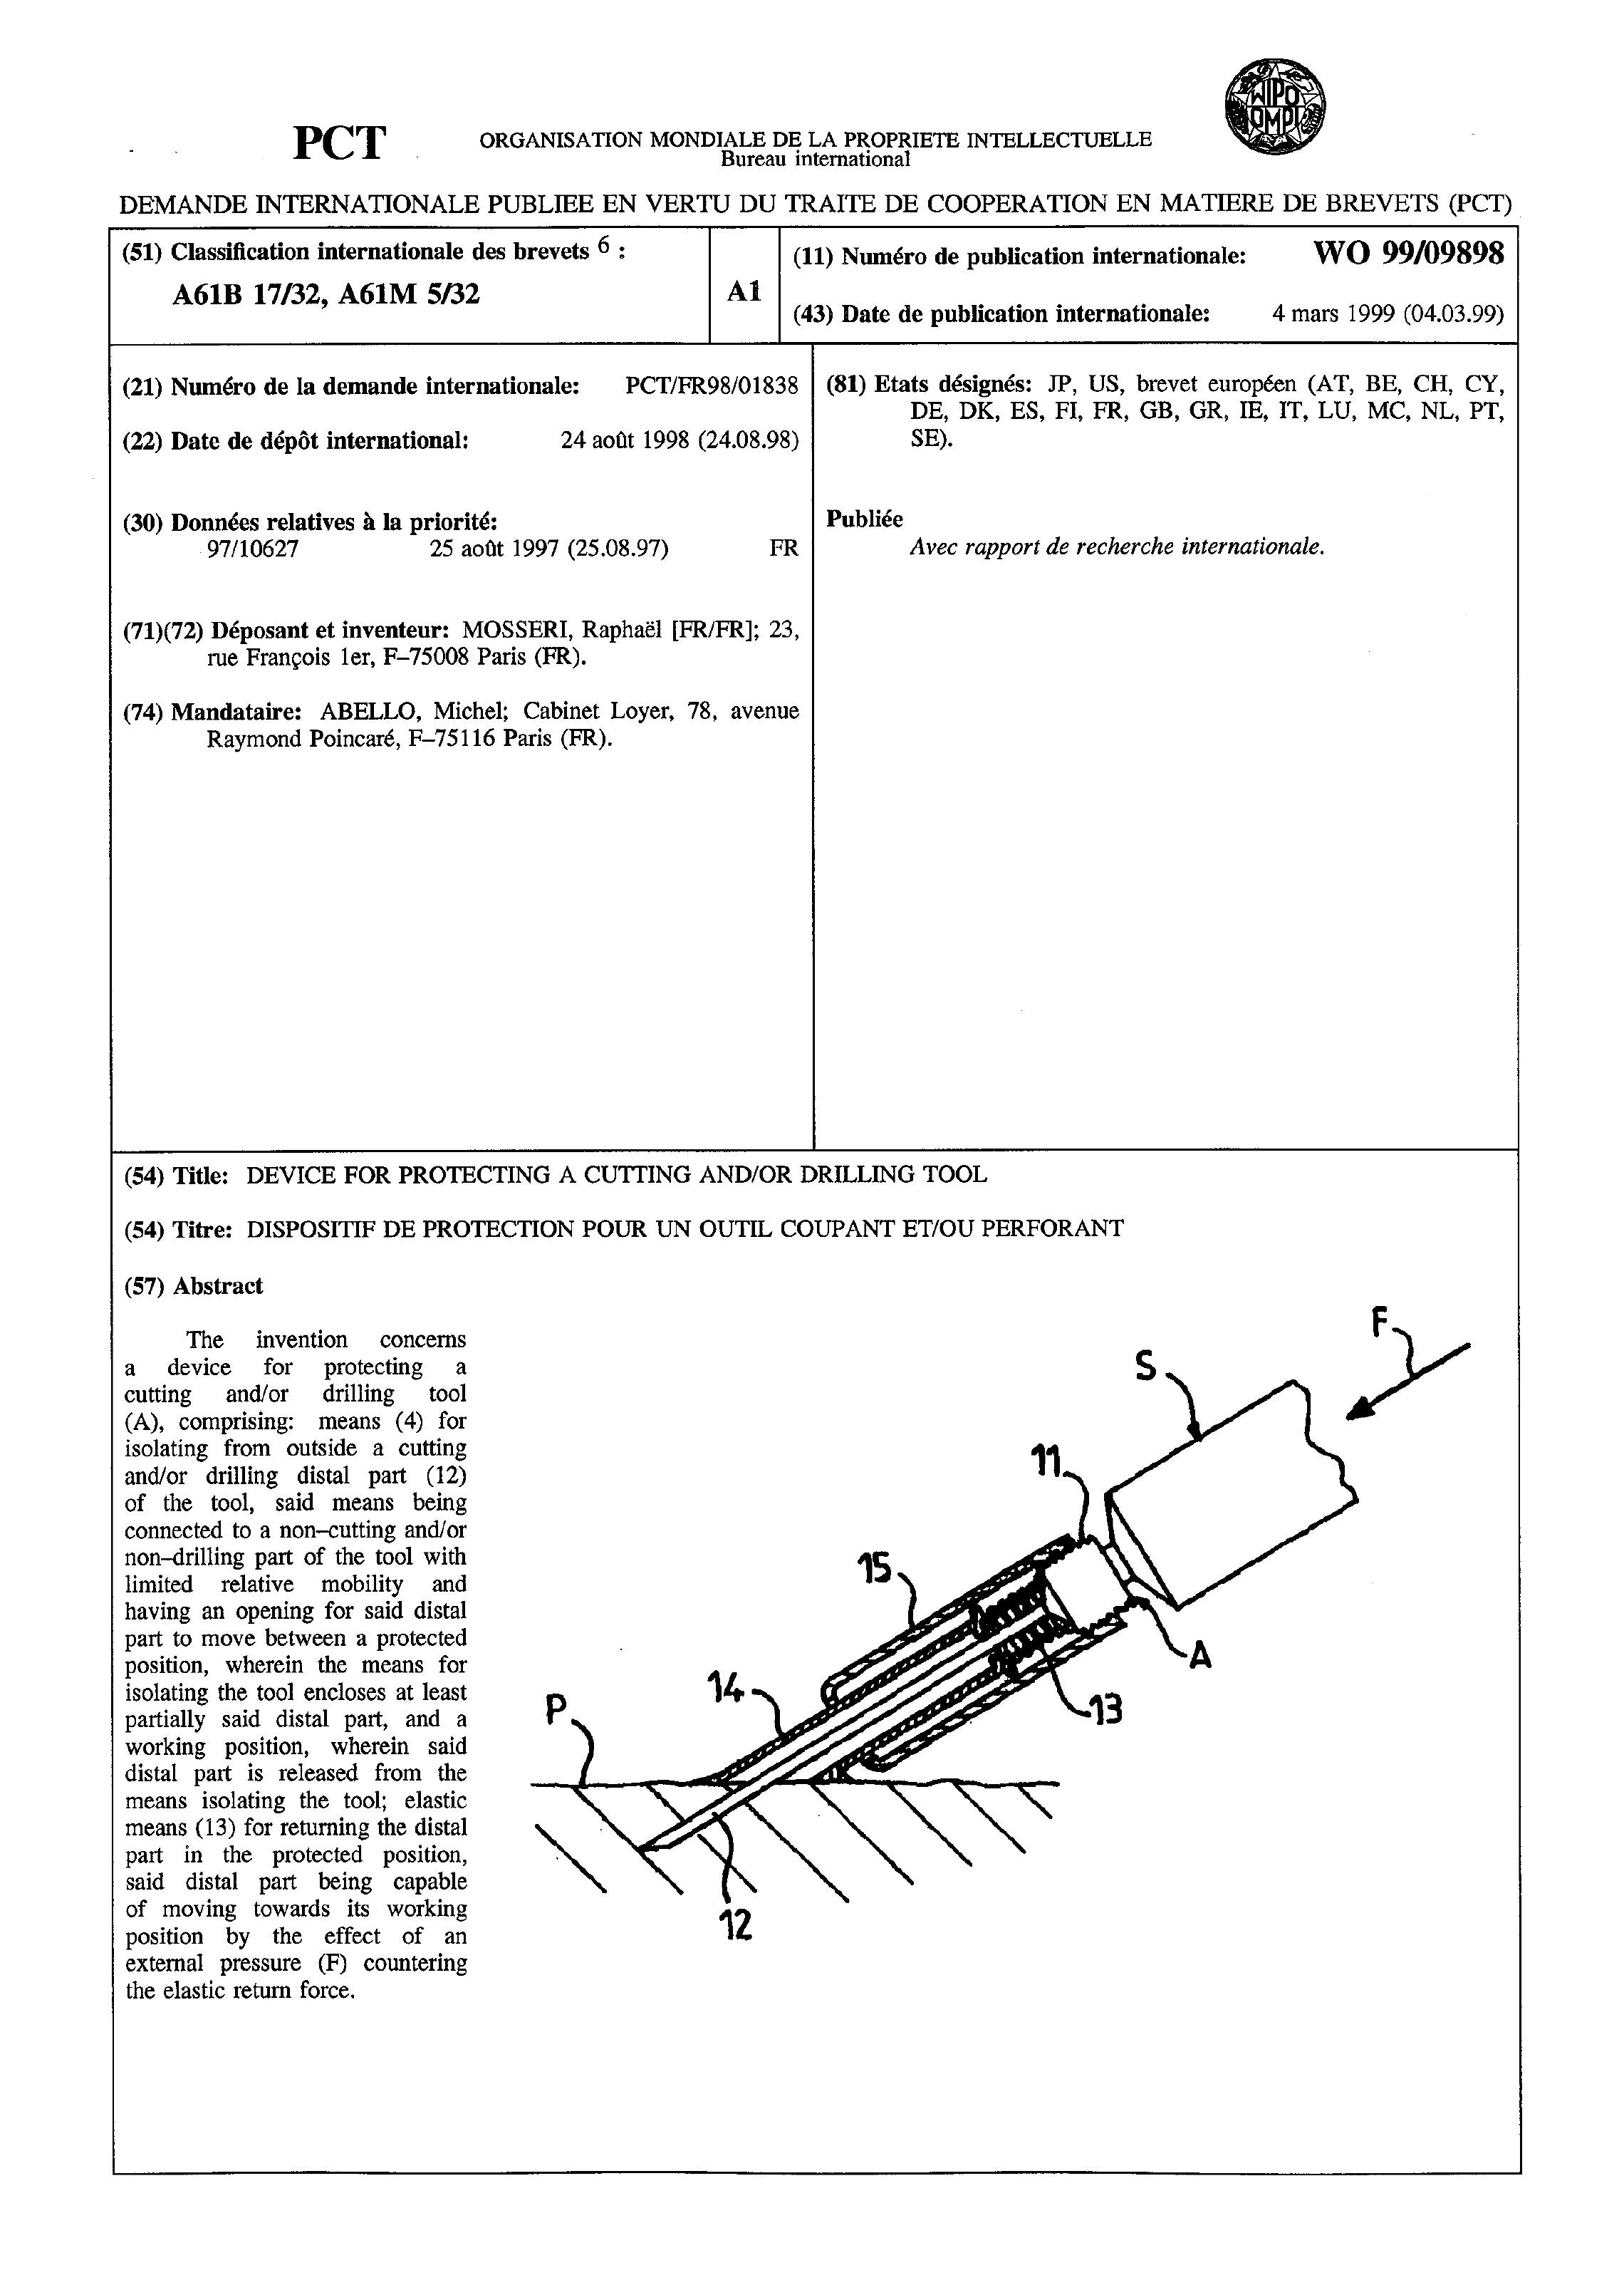 WIPO
OMPI
PCT
ORGANISATION MONDIALE DE LA PROPRIETE INTELLECTUELLE
Bureau international
DEMANDE INTERNATIONALE PUBLIEE EN VERTU DU TRAITE DE COOPERATION EN MATIERE DE BREVETS (PCT)
(51) Classification internationale des brevets 6 :
A61B 17/32, A61M 5/32
A1
(11) Numéro de publication internationale: WO 99/09898
(43) Date de publication internationale: 4 mars 1999 (04.03.99)
(21) Numéro de la demande internationale: PCT/FR98/01838
(22) Date de dépôt international: 24 août 1998 (24.08.98)
(30) Données relatives à la priorité:
97/10627 25 août 1997 (25.08.97) FR
(71)(72) Déposant et inventeur: MOSSERI, Raphaël [FR/FR]; 23,
rue François 1er, F–75008 Paris (FR).
(74) Mandataire: ABELLO, Michel; Cabinet Loyer, 78, avenue
Raymond Poincaré, F–75116 Paris (FR).
(81) Etats désignés: JP, US, brevet européen (AT, BE, CH, CY,
DE, DK, ES, FI, FR, GB, GR, IE, IT, LU, MC, NL, PT,
SE).
Publiée
Avec rapport de recherche internationale.
(54) Title: DEVICE FOR PROTECTING A CUTTING AND/OR DRILLING TOOL
(54) Titre: DISPOSITIF DE PROTECTION POUR UN OUTIL COUPANT ET/OU PERFORANT
(57) Abstract
The invention concerns
a device for protecting a
cutting and/or drilling tool
(A), comprising: means (4) for
isolating from outside a cutting
and/or drilling distal part (12)
of the tool, said means being
connected to a non–cutting and/or
non–drilling part of the tool with
limited relative mobility and
having an opening for said distal
part to move between a protected
position, wherein the means for
isolating the tool encloses at least
partially said distal part, and a
working position, wherein said
distal part is released from the
means isolating the tool; elastic
means (13) for returning the distal
part in the protected position,
said distal part being capable
of moving towards its working
position by the effect of an
external pressure (F) countering
the elastic return force.
F
S
11
15
A
14
13
P
12